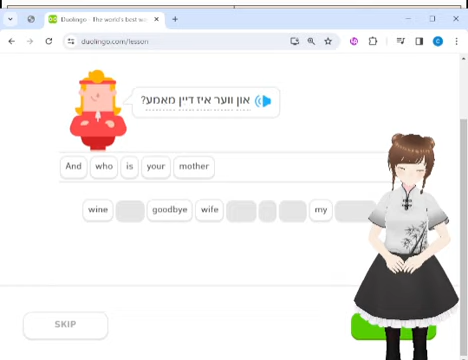 Duolingo - The world's best wa
duolingo.com/lesson
און ווער איז דיין מאמע?
And who is your mother
wine goodbye wife my
SKIP